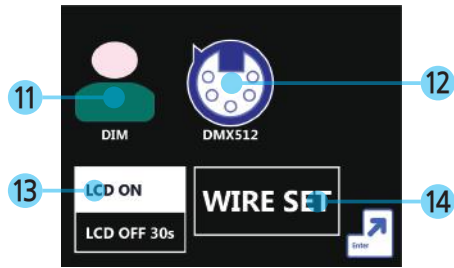 11
12
DIM
DMX512
13
LCD ON
WIRE SET
14
LCD OFF 30s
Enter